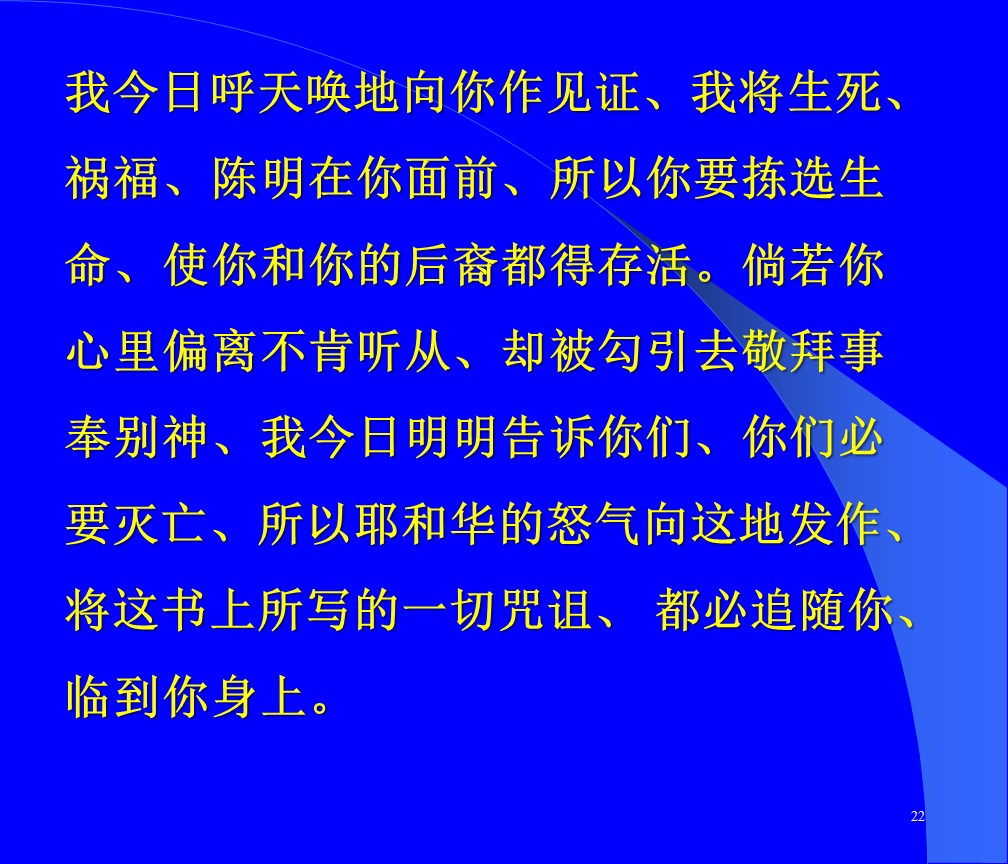 我今日呼天唤地向你作见证、我将生死、
祸福、陈明在你面前、所以你要拣选生
命、使你和你的后裔都得存活。倘若你
心里偏离不肯听从、却被勾引去敬拜事
奉别神、我今日明明告诉你们、你们必
要灭亡、所以耶和华的怒气向这地发作、
将这书上所写的一切咒诅、 都必追随你、
临到你身上。
22